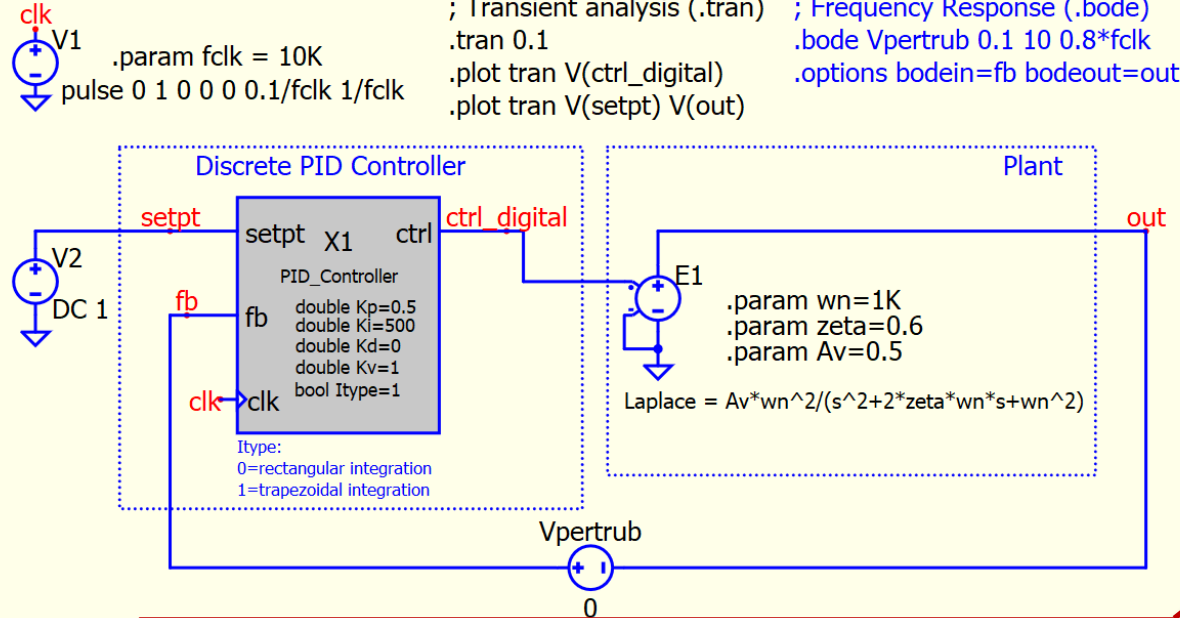 clk
V1
.param fclk = 10K
pulse 0 1 0 0 0 0.1/fclk 1/fclk
; Transient analysis (.tran)
.tran 0.1
.plot tran V(ctrl_digital)
.plot tran V(setpt) V(out)
; Frequency Response (.bode)
.bode Vpertrub 0.1 10 0.8*fclk
.options bodein=fb bodeout=out
Discrete PID Controller
setpt
V2
DC 1
fb
clk
setpt
X1
ctrl
PID_Controller
fb
double Kp=0.5
double Ki=500
double Kd=0
double Kv=1
bool Itype=1
clk
ctrl_digital
Itype:
0=rectangular integration
1=trapezoidal integration
Plant
E1
.param wn=1K
.param zeta=0.6
.param Av=0.5
Laplace = Av*wn^2/(s^2+2*zeta*wn*s+wn^2)
out
Vpertrub
0